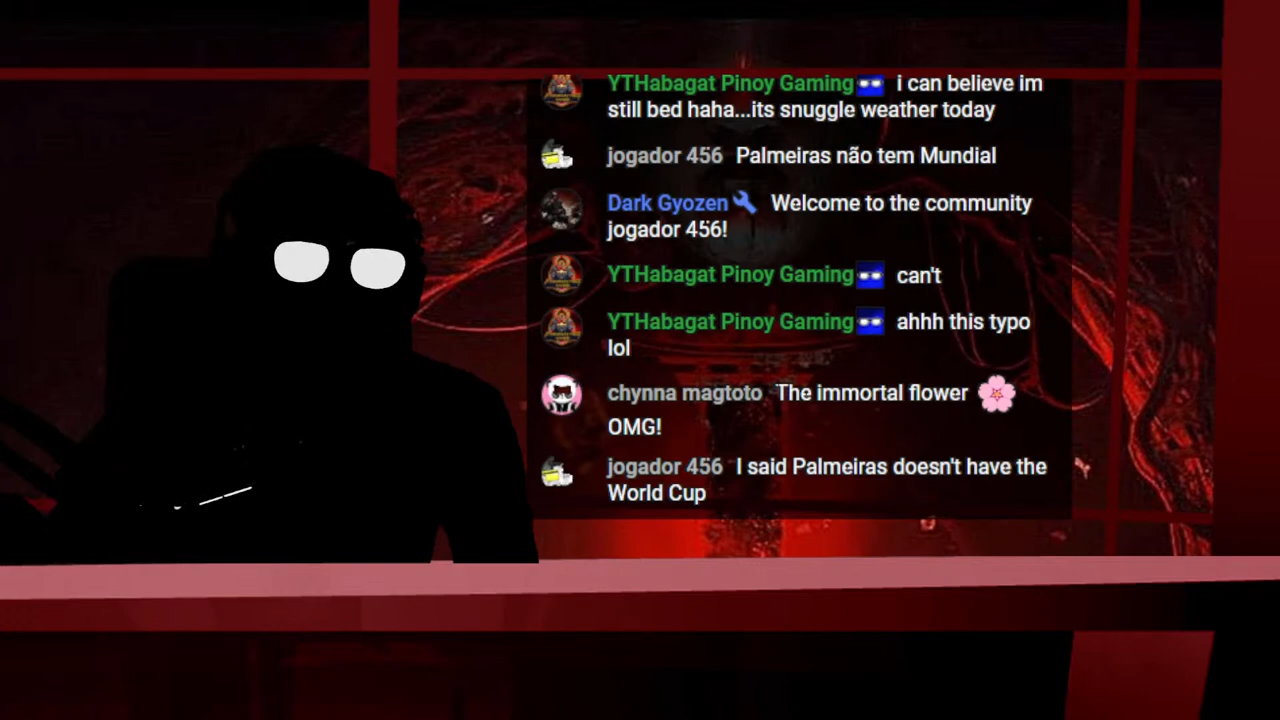 YTHabagat Pinoy Gaming i can believe im
still bed haha...its snuggle weather today
jogador 456 Palmeiras não tem Mundial
Dark Gyozen Welcome to the community
jogador 456!
YTHabagat Pinoy Gaming can't
YTHabagat Pinoy Gaming ahhh this typo
lol
chynna magtoto The immortal flower 🌸
OMG!
jogador 456 I said Palmeiras doesn't have the
World Cup